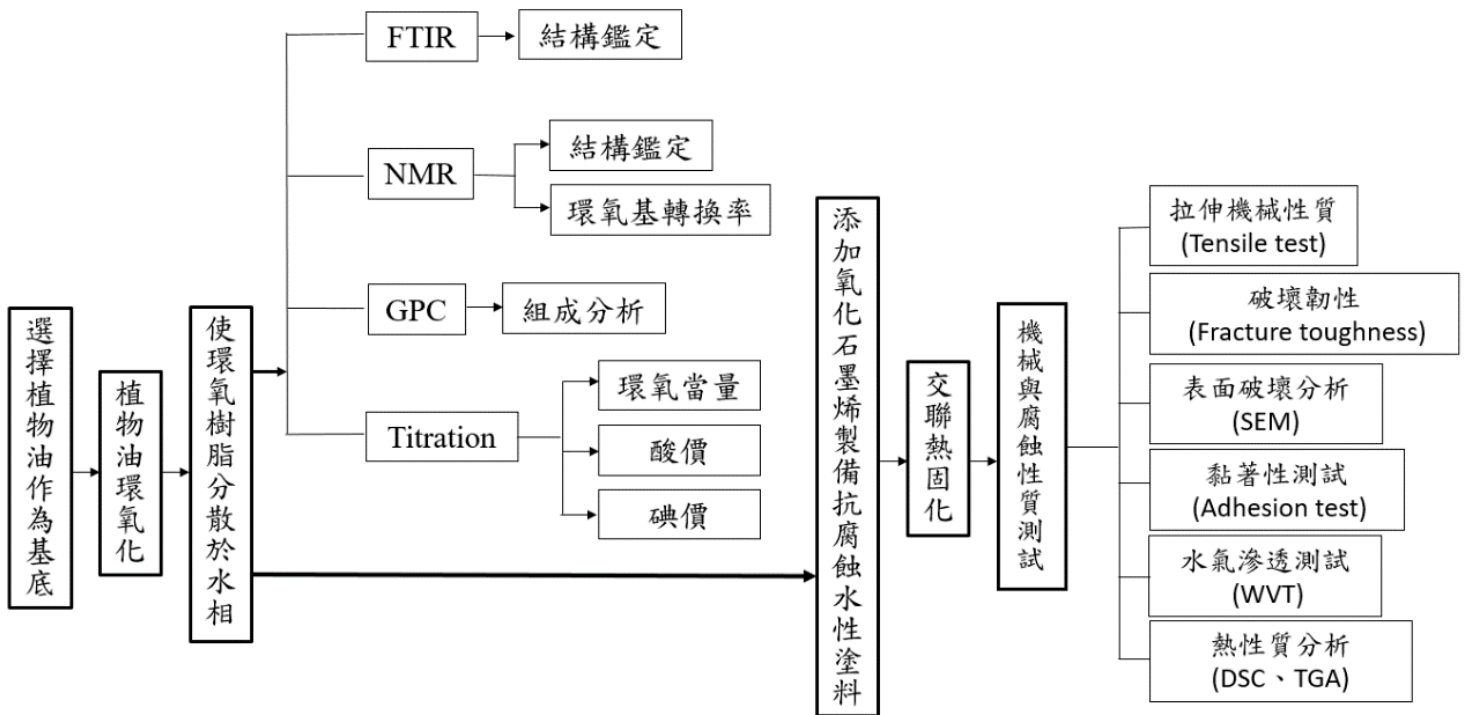 選擇植物油作為基底
植物油環氧化
使環氧樹脂分散於水相
FTIR
結構鑑定
NMR
結構鑑定
環氧基轉換率
GPC
組成分析
Titration
環氧當量
酸價
碘價
添加氧化石墨烯製備抗腐蝕水性塗料
交聯熱固化
機械與腐蝕性質測試
拉伸機械性質
(Tensile test)
破壞韌性
(Fracture toughness)
表面破壞分析
(SEM)
黏著性測試
(Adhesion test)
水氣滲透測試
(WVT)
熱性質分析
(DSC、TGA)